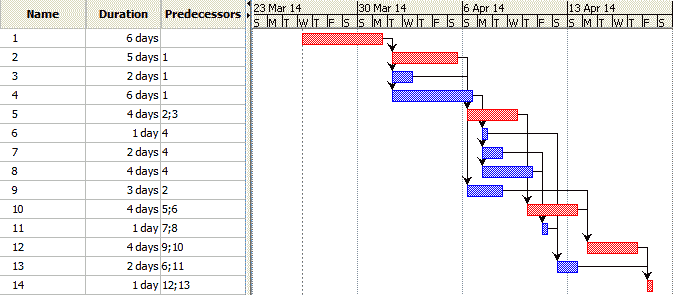 Name Duration Predecessors 23 Mar 14 30 Mar 14 6 Apr 14 13 Apr 14
S M T W T F S S M T W T F S S M T W T F S S M T W T F S
1 6 days
2 5 days 1
3 2 days 1
4 6 days 1
5 4 days 2;3
6 1 day 4
7 2 days 4
8 4 days 4
9 3 days 2
10 4 days 5;6
11 1 day 7;8
12 4 days 9;10
13 2 days 6;11
14 1 day 12;13